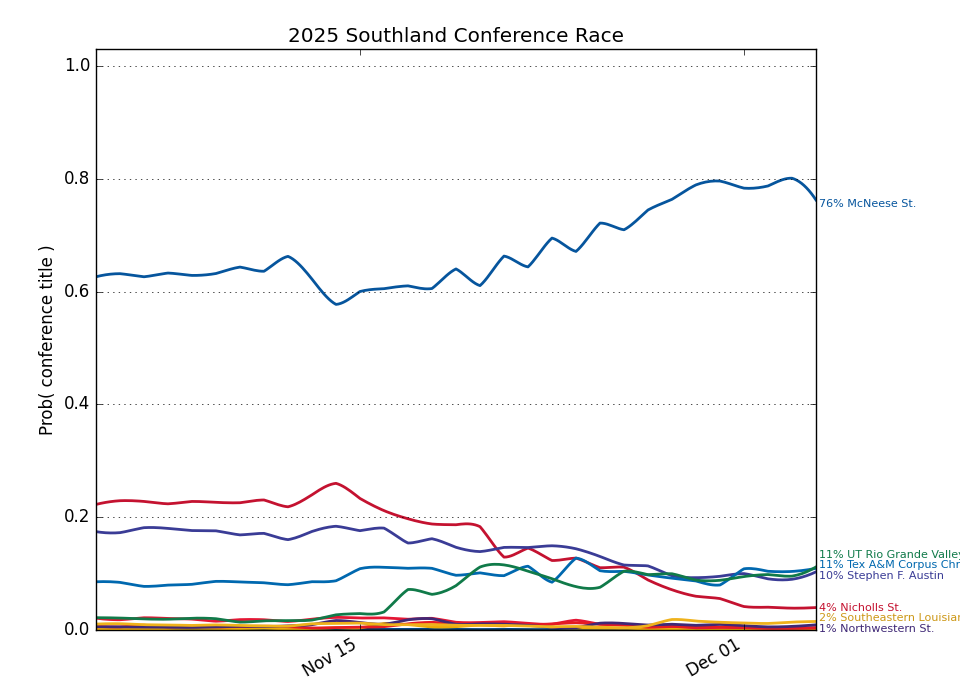 2025 Southland Conference Race
Prob( conference title )
1.0
0.8
0.6
0.4
0.2
0.0
Nov 15
Dec 01
76% McNeese St.
11% UT Rio Grande Valley
11% Tex A&M Corpus Chr
10% Stephen F. Austin
4% Nicholls St.
2% Southeastern Louisian
1% Northwestern St.